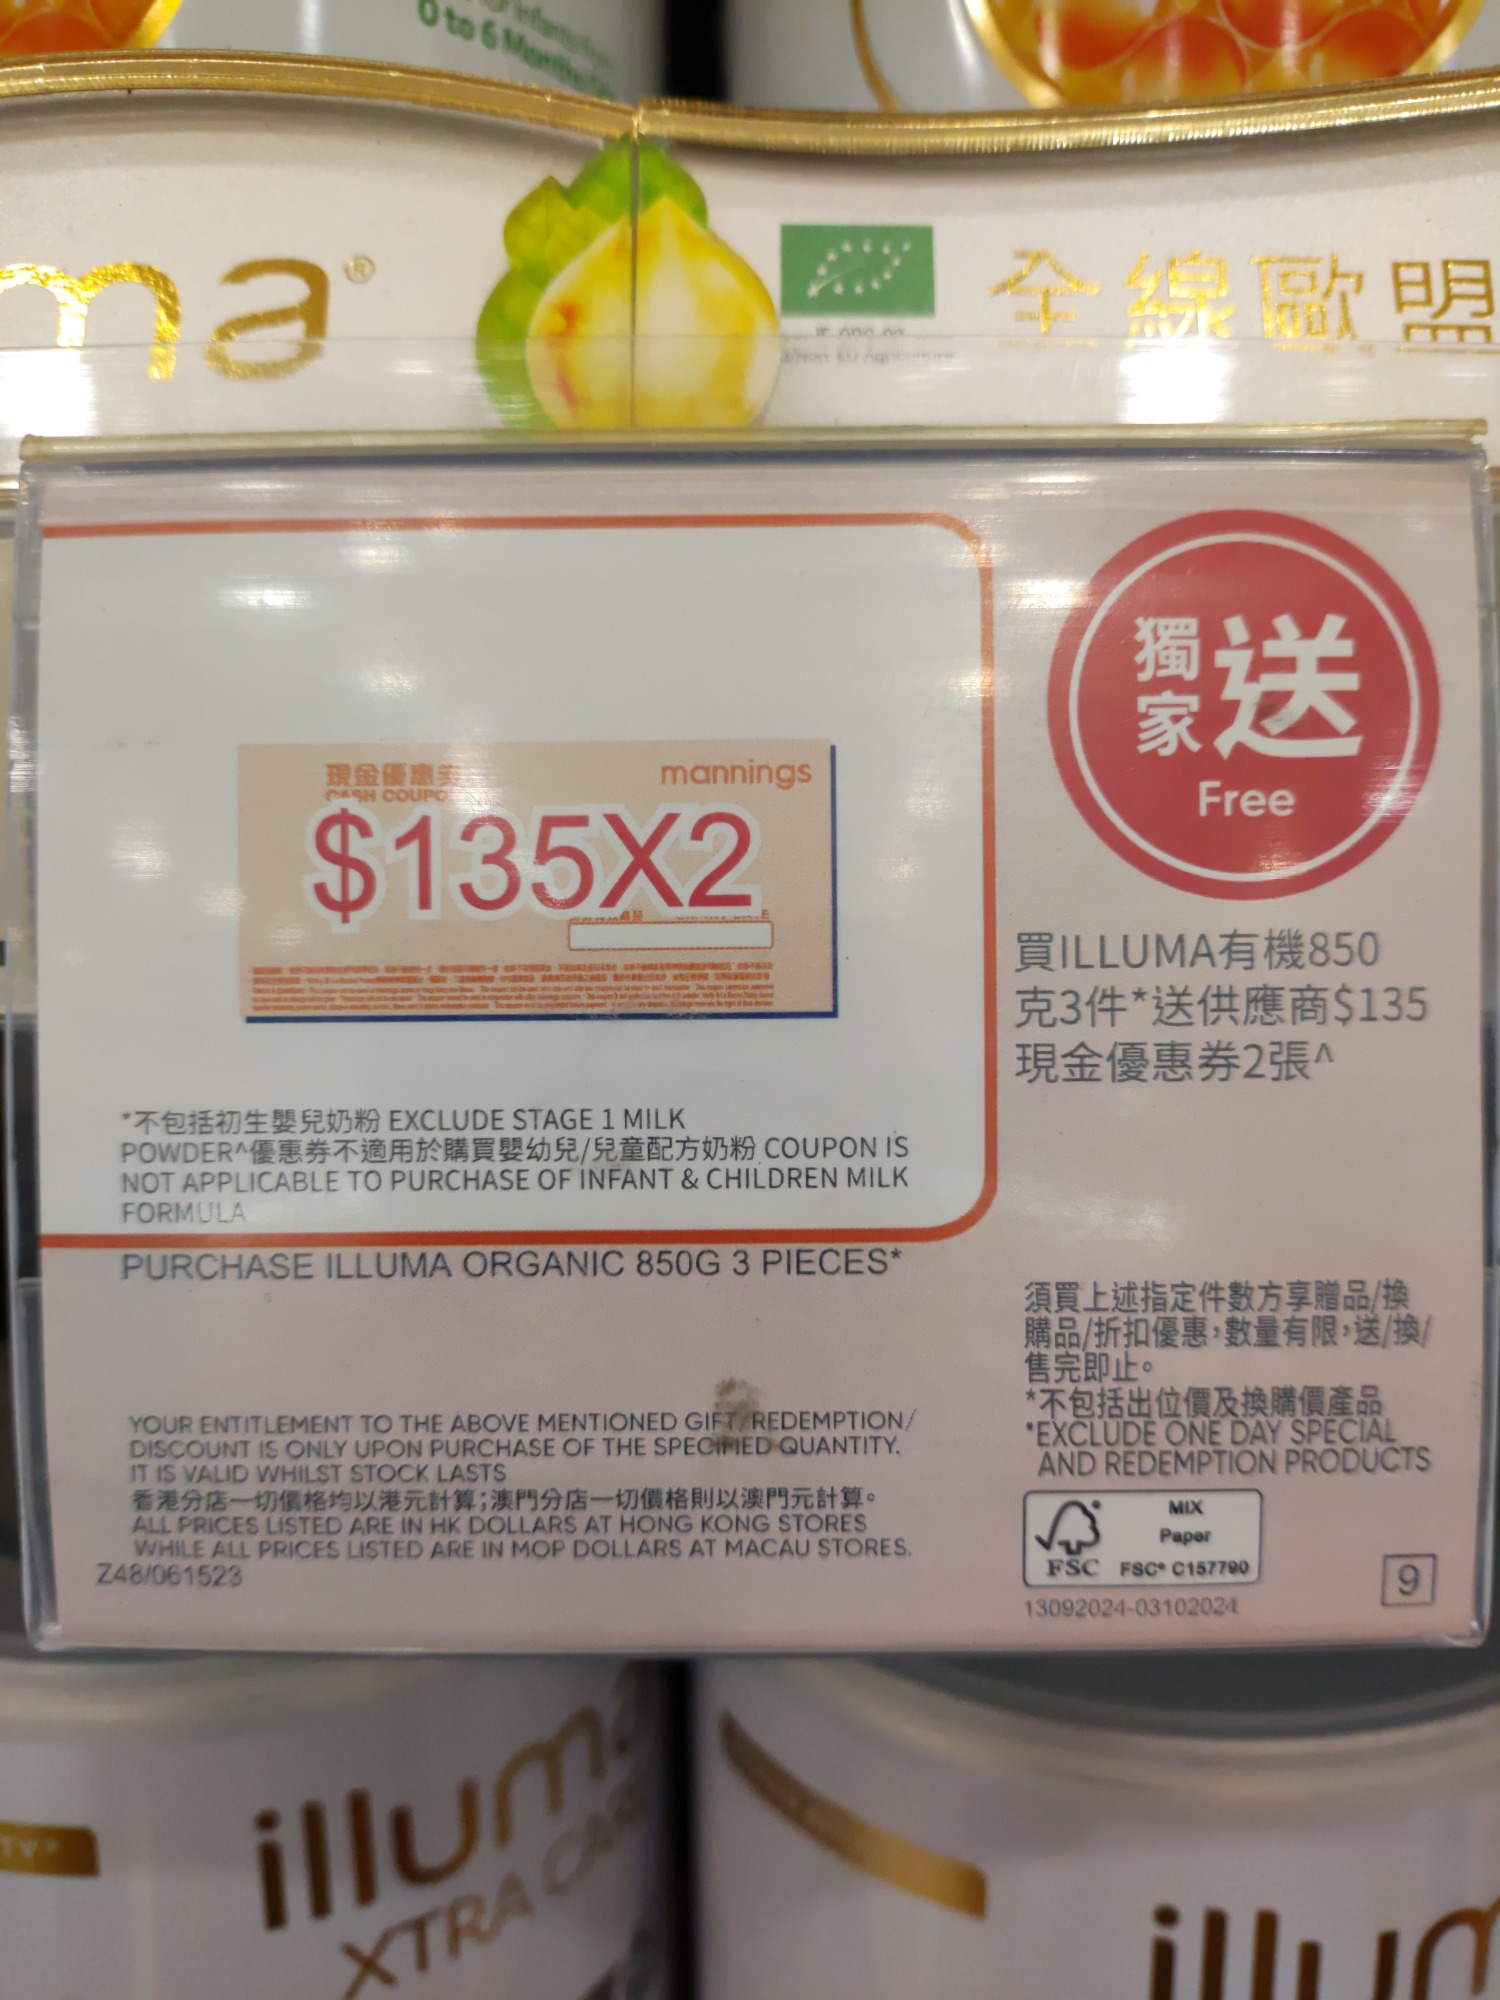 0 to 6 Months
ma®
Non-EU Agriculture
全線歐盟
獨家送
Free
現金優惠券
CASH COUPON
mannings
$135X2
買ILLUMA有機850
克3件*送供應商$135
現金優惠券2張^
*不包括初生嬰兒奶粉 EXCLUDE STAGE 1 MILK
POWDER^優惠券不適用於購買嬰幼兒/兒童配方奶粉 COUPON IS
NOT APPLICABLE TO PURCHASE OF INFANT & CHILDREN MILK
FORMULA
PURCHASE ILLUMA ORGANIC 850G 3 PIECES*
須買上述指定件數方享贈品/換
購品/折扣優惠,數量有限,送/換/
售完即止。
*不包括出位價及換購價產品
*EXCLUDE ONE DAY SPECIAL
AND REDEMPTION PRODUCTS
YOUR ENTITLEMENT TO THE ABOVE MENTIONED GIFT/REDEMPTION/
DISCOUNT IS ONLY UPON PURCHASE OF THE SPECIFIED QUANTITY.
IT IS VALID WHILST STOCK LASTS
香港分店一切價格均以港元計算;澳門分店一切價格則以澳門元計算。
ALL PRICES LISTED ARE IN HK DOLLARS AT HONG KONG STORES
WHILE ALL PRICES LISTED ARE IN MOP DOLLARS AT MACAU STORES.
Z48/061523
MIX
Paper
FSC
FSC® C157790
9
13092024-03102024
illuma
XTRA CARE
illum